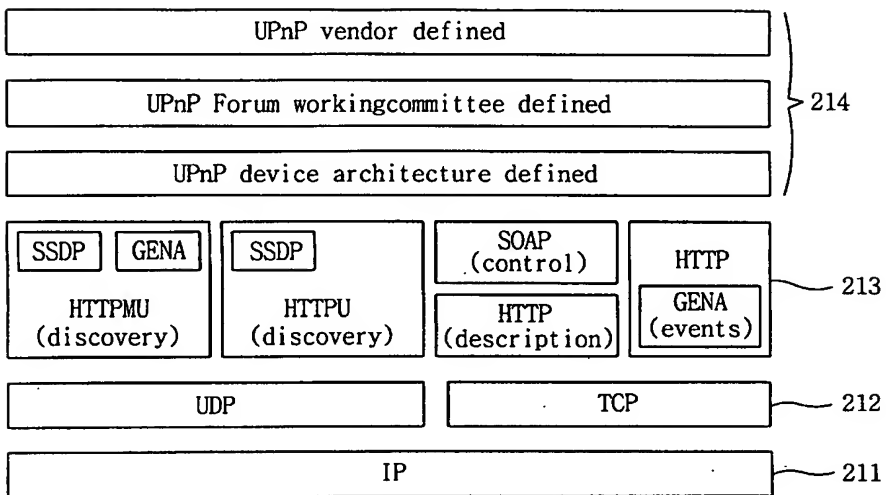 UPnP vendor defined
UPnP Forum workingcommittee defined
214
UPnP device architecture defined
SSDP GENA
HTTPMU
(discovery)
SSDP
HTTPU
(discovery)
SOAP
(control)
HTTP
(description)
HTTP
GENA
(events)
213
UDP
TCP
212
IP
211